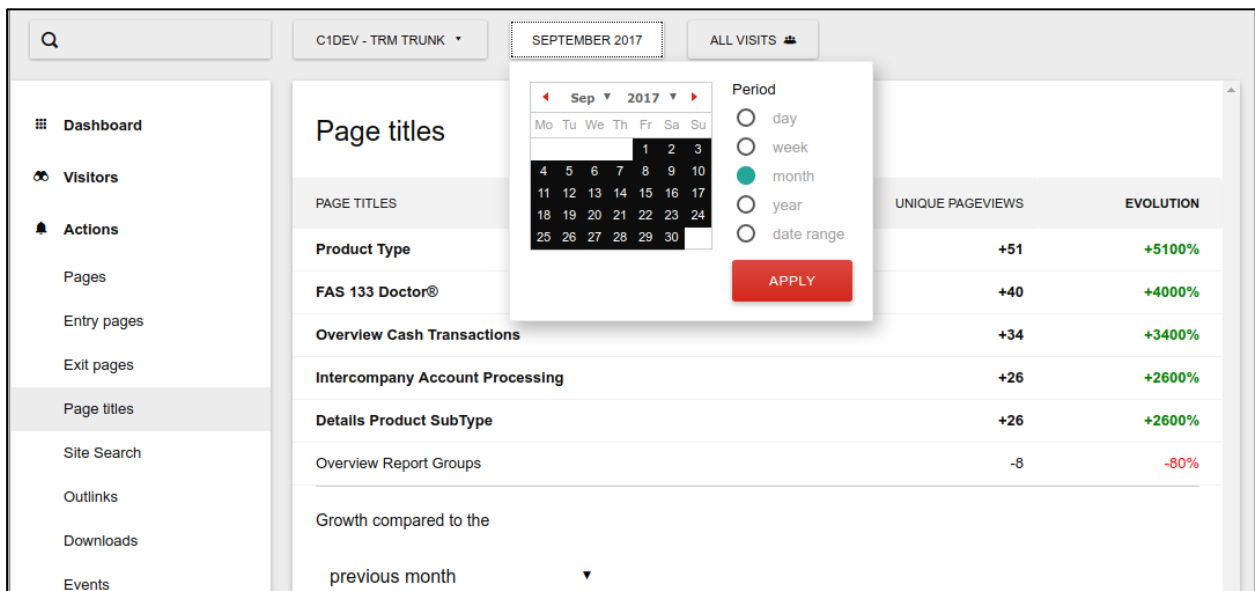 C1DEV - TRM TRUNK
SEPTEMBER 2017
ALL VISITS
Dashboard
Visitors
Actions
Pages
Entry pages
Exit pages
Page titles
Site Search
Outlinks
Downloads
Events
Sep 2017
Mo Tu We Th Fr Sa Su
1 2 3
4 5 6 7 8 9 10
11 12 13 14 15 16 17
18 19 20 21 22 23 24
25 26 27 28 29 30
Period
day
week
month
year
date range
APPLY
Page titles
PAGE TITLES UNIQUE PAGEVIEWS EVOLUTION
Product Type +51 +5100%
FAS 133 Doctor® +40 +4000%
Overview Cash Transactions +34 +3400%
Intercompany Account Processing +26 +2600%
Details Product SubType +26 +2600%
Overview Report Groups -8 -80%
Growth compared to the
previous month